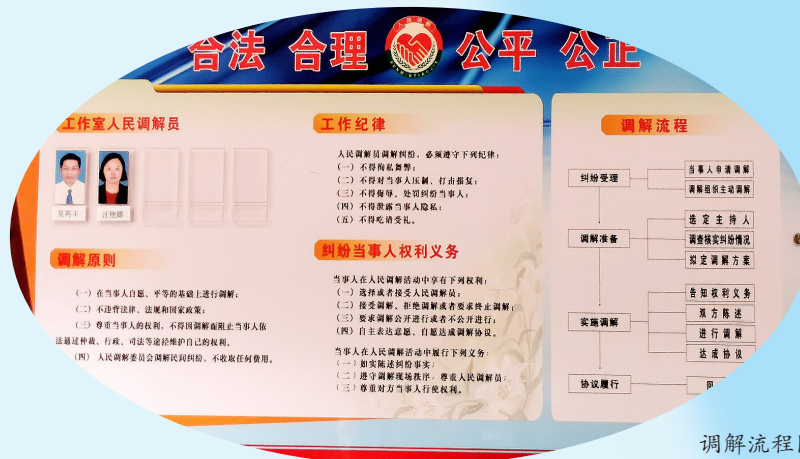 合法 合理 公平 公正
人民调解
工作室人民调解员
汪艳娜
调解原则
(一)在当事人自愿、平等的基础上进行调解;
(二)不违背法律、法规和国家政策;
(三)尊重当事人的权利,不得因调解而阻止当事人依
法通过仲裁、行政、司法等途径维护自己的权利。
(四) 人民调解委员会调解民间纠纷,不收取任何费用。
工作纪律
人民调解员调解纠纷,必须遵守下列纪律:
(一)不得徇私舞弊;
(二)不得对当事人压制、打击报复;
(三)不得侮辱、处罚纠纷当事人;
(四)不得泄露当事人隐私;
(五)不得吃请受礼。
纠纷当事人权利义务
当事人在人民调解活动中享有下列权利:
(一)选择或者接受人民调解员;
(二)接受调解、拒绝调解或者要求终止调解;
(三)要求调解公开进行或者不公开进行;
(四)自主表达意愿、自愿达成调解协议。
当事人在人民调解活动中履行下列义务:
(一)如实陈述纠纷事实;
(二)遵守调解现场秩序,尊重人民调解员;
(三)尊重对方当事人行使权利。
调解流程
纠纷受理
当事人申请调解
调解组织主动调解
调解准备
选定主持人
调查核实纠纷情况
拟定调解方案
实施调解
告知权利义务
双方陈述
进行调解
达成协议
协议履行
回
调解流程